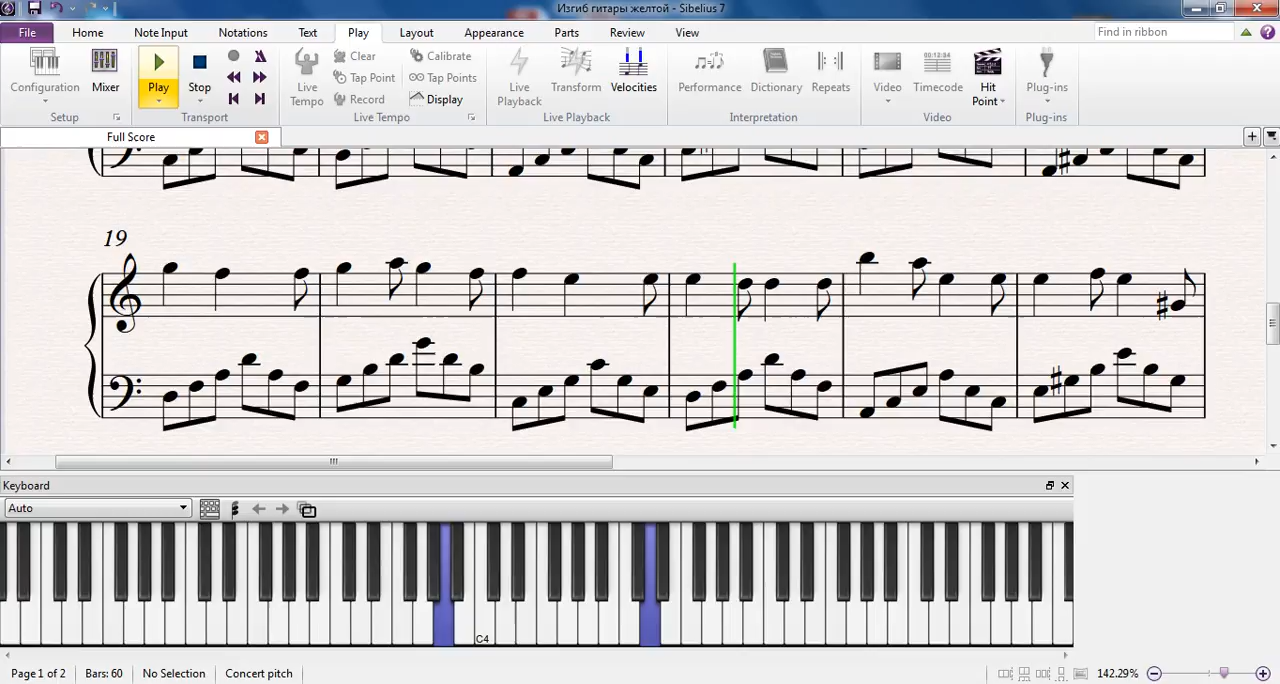 Изгиб гитары желтой - Sibelius 7
File Home Note Input Notations Text Play Layout Appearance Parts Review View Find in ribbon
Configuration Mixer Play Stop Live Tempo Clear Tap Point Record Calibrate Tap Points Display Live Playback Transform Velocities Performance Dictionary Repeats Video Timecode Hit Point Plug-ins
Setup Transport Live Tempo Live Playback Interpretation Video Plug-ins
Full Score
19
Keyboard
Auto
C4
Page 1 of 2 Bars: 60 No Selection Concert pitch 142.29%